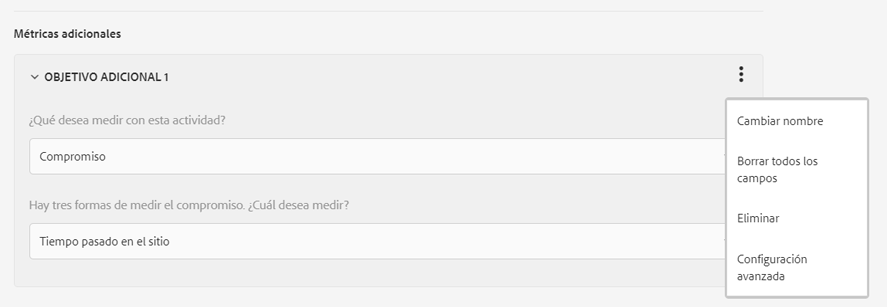 Métricas adicionales
OBJETIVO ADICIONAL 1
¿Qué desea medir con esta actividad?
Compromiso
Hay tres formas de medir el compromiso. ¿Cuál desea medir?
Tiempo pasado en el sitio
Cambiar nombre
Borrar todos los
campos
Eliminar
Configuración
avanzada